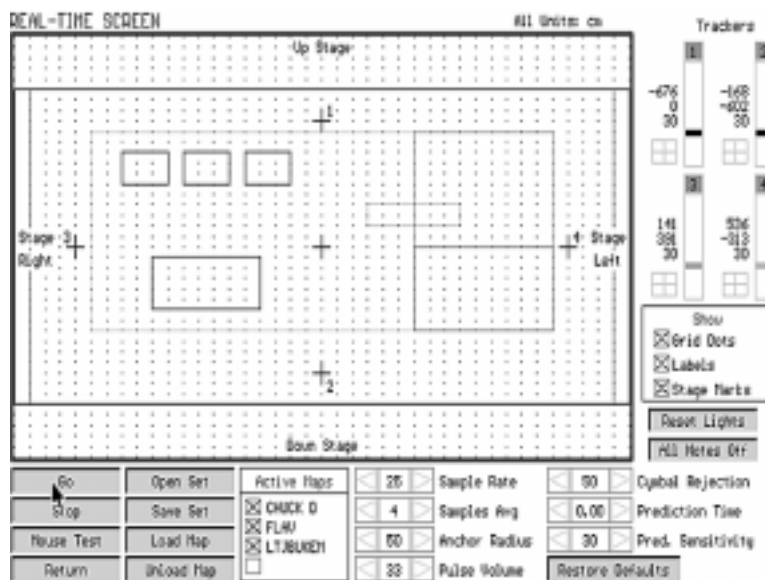 REAL-TIME SCREEN
All Units: cm
Trackers
Up Stage
1
2
1
-676
0
30
-168
-602
30
3
4
141
381
30
536
-313
30
Stage Right
3
4
Stage Left
2
Down Stage
Show
Grid Dots
Labels
Stage Marts
Reset Lights
All Notes Off
Go
Open Set
Active Maps
25
Sample Rate
50
Cymbal Rejection
Stop
Save Set
CHUCK D
4
Samples Avg
0.00
Prediction Time
Mouse Test
Load Map
FLAV
LTJBUKEM
50
Anchor Radius
30
Pred. Sensitivity
Return
Unload Map
33
Pulse Volume
Restore Defaults